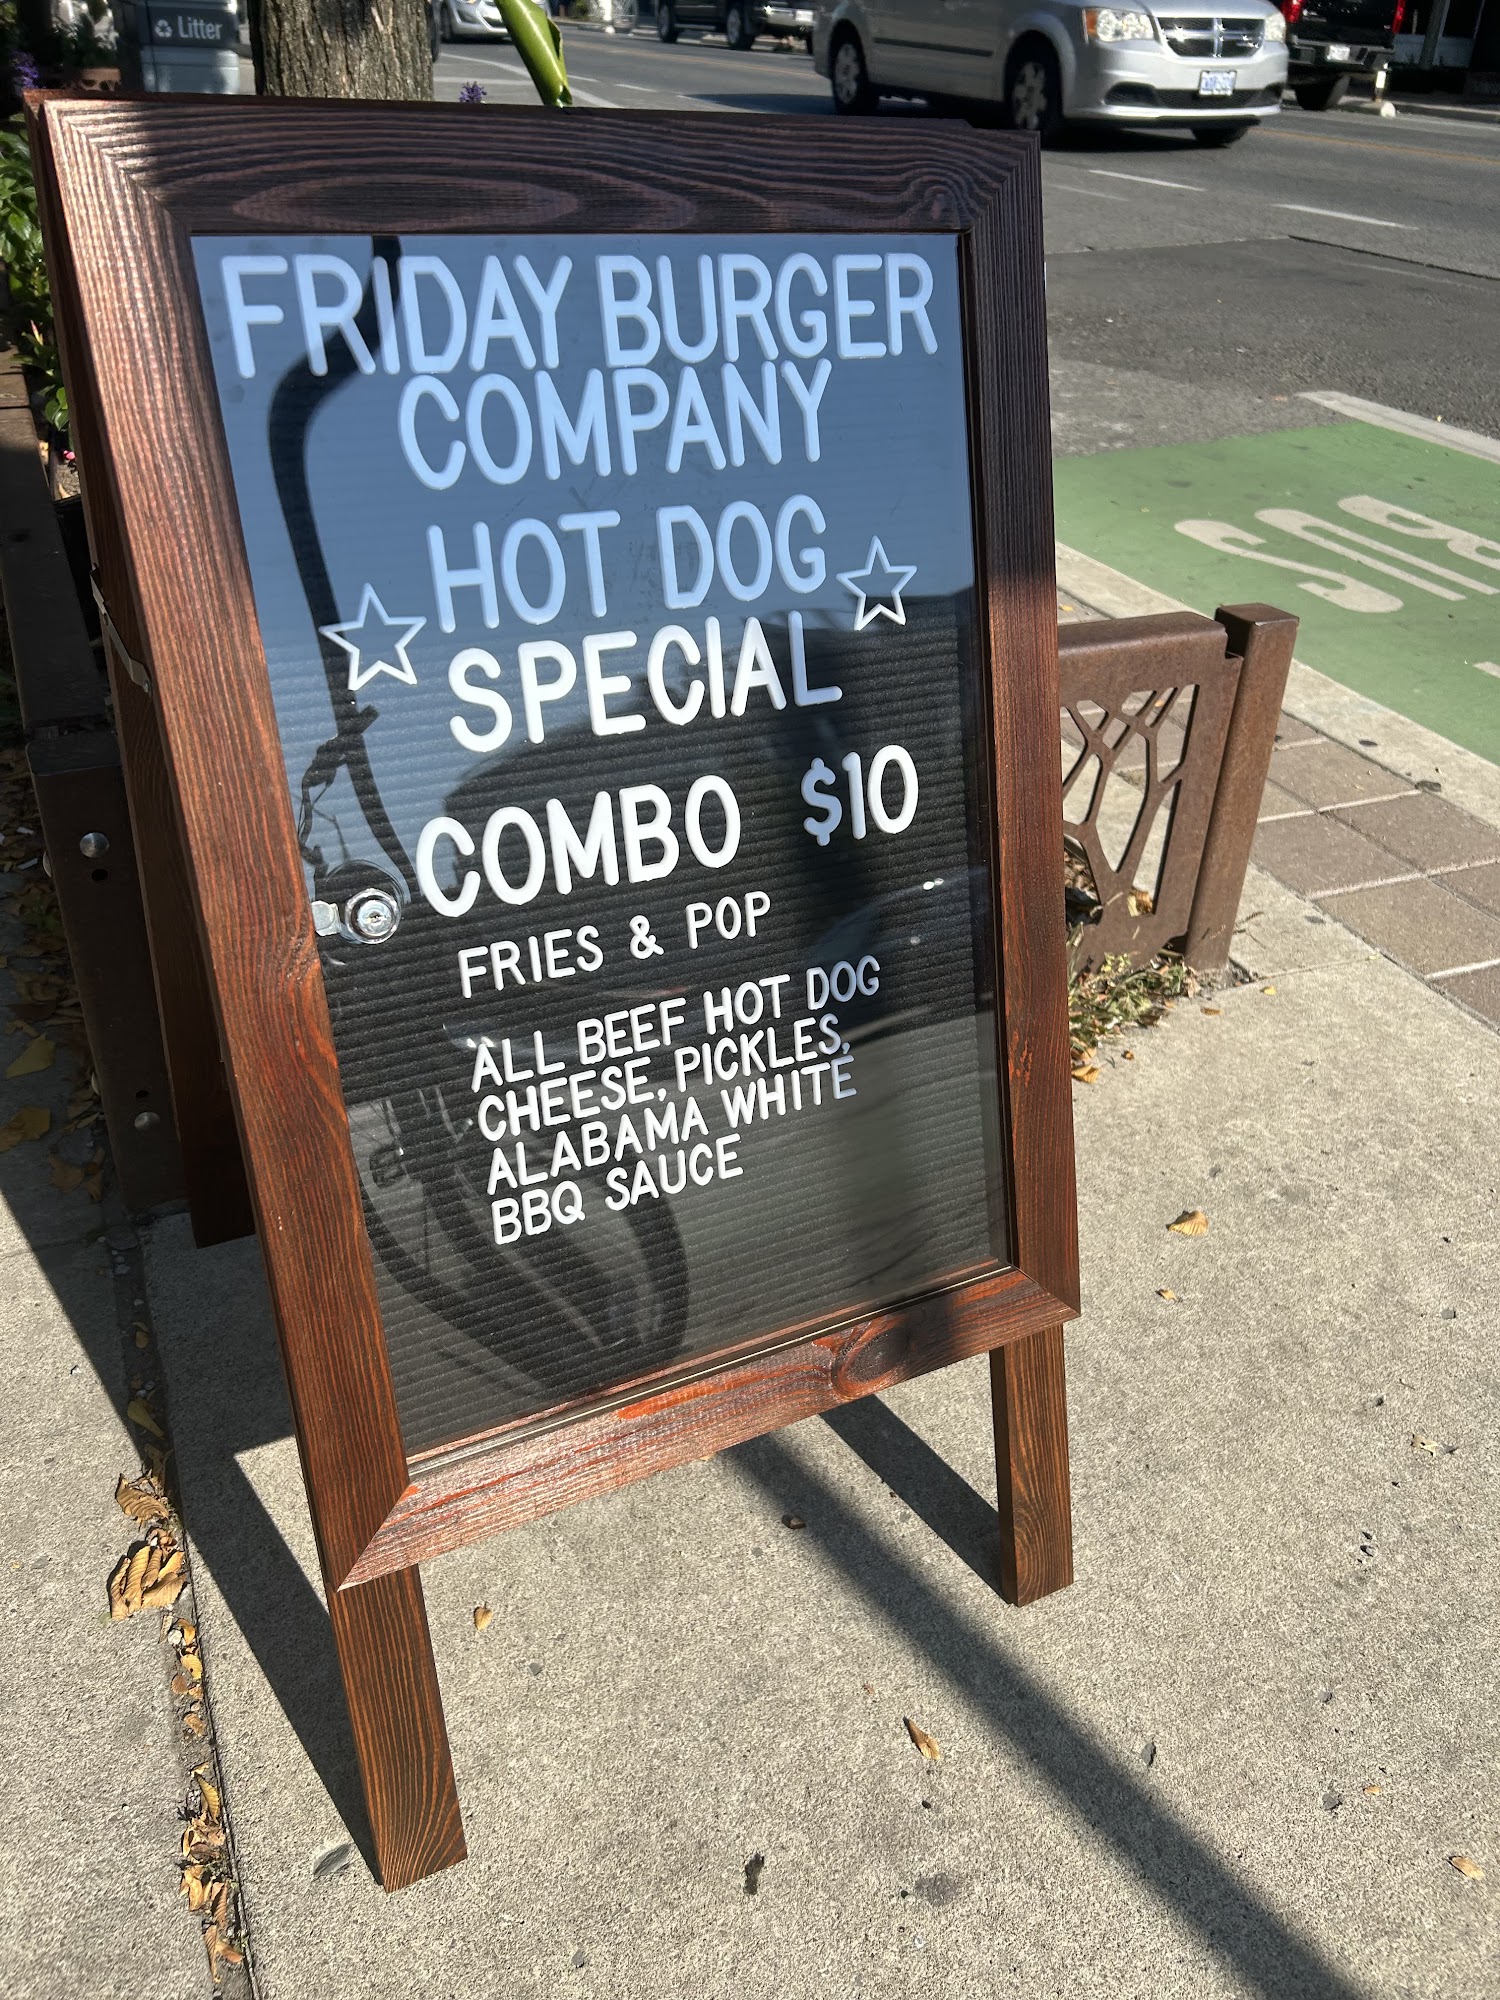 Litter
FRIDAY BURGER
COMPANY
HOT DOG
SPECIAL
COMBO $10
FRIES & POP
ALL BEEF HOT DOG
CHEESE, PICKLES,
ALABAMA WHITE
BBQ SAUCE
BUS